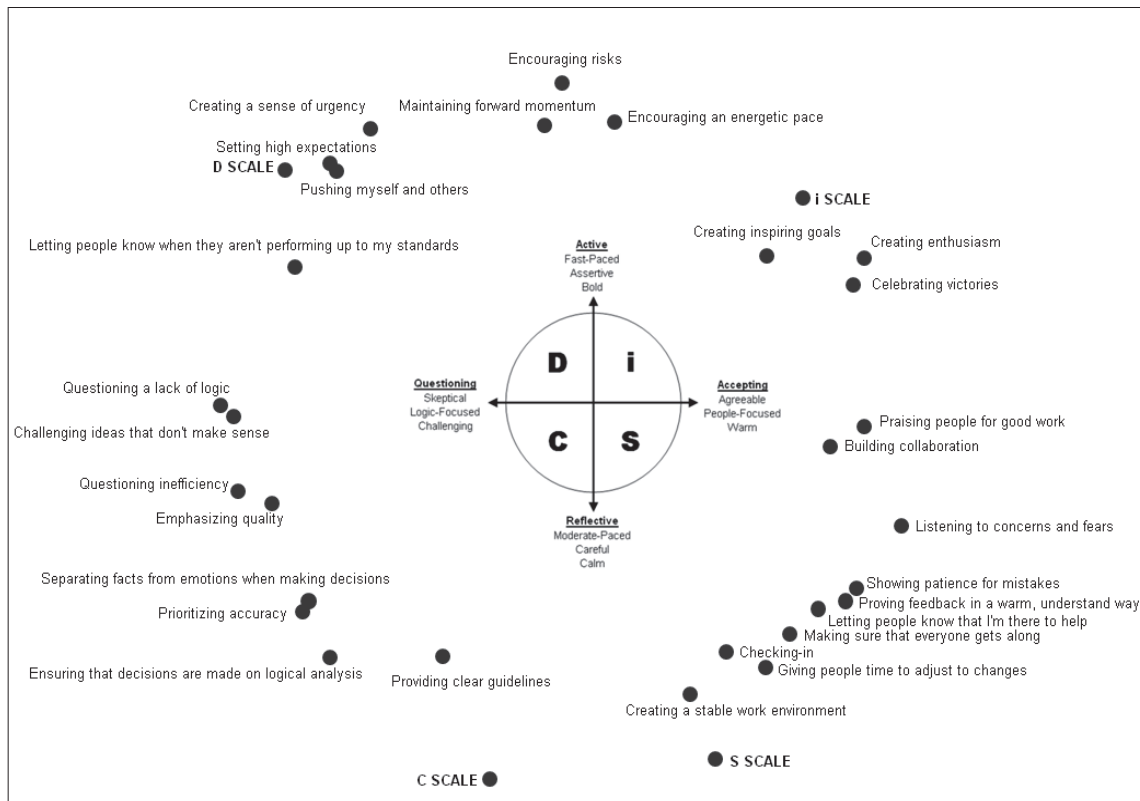 Encouraging risks
Creating a sense of urgency
Maintaining forward momentum
Encouraging an energetic pace
Setting high expectations
D SCALE
Pushing myself and others
i SCALE
Letting people know when they aren't performing up to my standards
Creating inspiring goals
Creating enthusiasm
Celebrating victories
Active
Fast-Paced
Assertive
Bold
D
i
Questioning
Skeptical
Logic-Focused
Challenging
Accepting
Agreeable
People-Focused
Warm
C
S
Reflective
Moderate-Paced
Careful
Calm
Questioning a lack of logic
Challenging ideas that don't make sense
Praising people for good work
Building collaboration
Questioning inefficiency
Emphasizing quality
Listening to concerns and fears
Separating facts from emotions when making decisions
Prioritizing accuracy
Showing patience for mistakes
Proving feedback in a warm, understand way
Letting people know that I'm there to help
Making sure that everyone gets along
Checking-in
Giving people time to adjust to changes
Ensuring that decisions are made on logical analysis
Providing clear guidelines
Creating a stable work environment
C SCALE
S SCALE